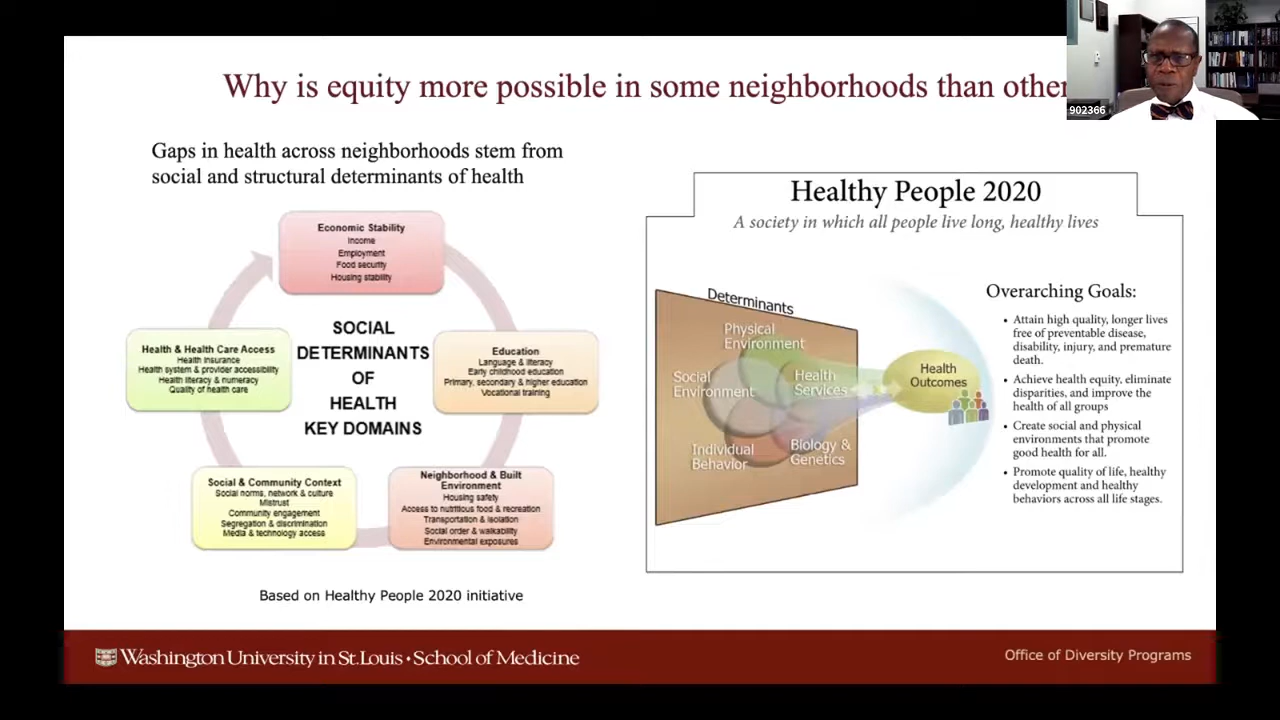 Why is equity more possible in some neighborhoods than other
902366
Gaps in health across neighborhoods stem from
social and structural determinants of health
Economic Stability
Income
Employment
Food security
Housing stability
Health & Health Care Access
Health insurance
Health system & provider accessibility
Health literacy & numeracy
Quality of health care
SOCIAL
DETERMINANTS
OF
HEALTH
KEY DOMAINS
Education
Language & literacy
Early childhood education
Primary, secondary & higher education
Vocational training
Social & Community Context
Social norms, network & culture
Mistrust
Community engagement
Segregation & discrimination
Media & technology access
Neighborhood & Built
Environment
Housing safety
Access to nutritious food & recreation
Transportation & isolation
Social order & walkability
Environmental exposures
Based on Healthy People 2020 initiative
Healthy People 2020
A society in which all people live long, healthy lives
Determinants
Physical
Environment
Social
Environment
Health
Services
Individual
Behavior
Biology &
Genetics
Health
Outcomes
Overarching Goals:
• Attain high quality, longer lives
free of preventable disease,
disability, injury, and premature
death.
• Achieve health equity, eliminate
disparities, and improve the
health of all groups
• Create social and physical
environments that promote
good health for all.
• Promote quality of life, healthy
development and healthy
behaviors across all life stages.
Washington University in St. Louis • School of Medicine
Office of Diversity Programs